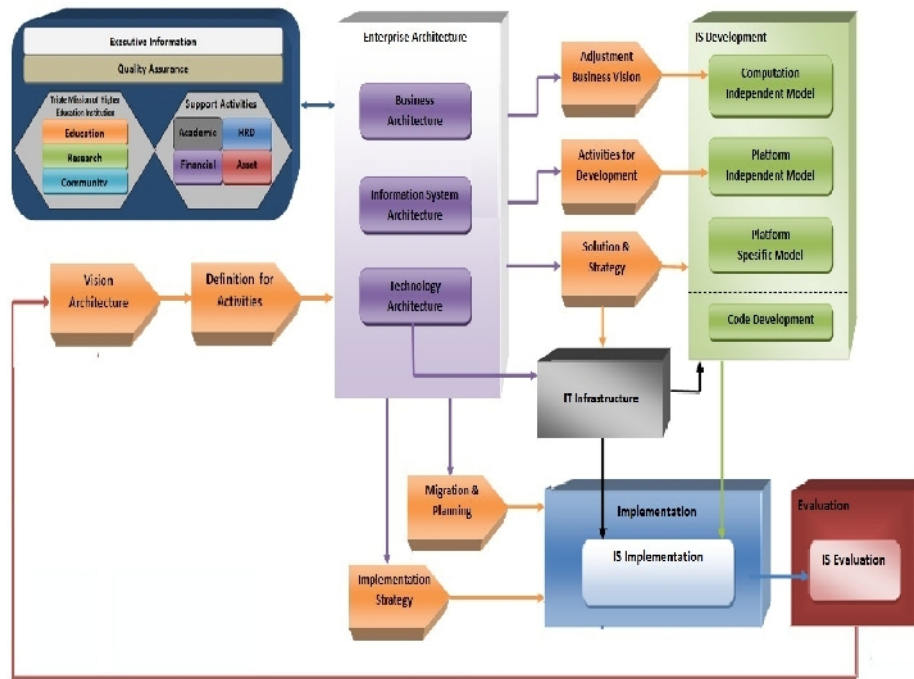 Executive Information
Quality Assurance
Tridte Mission of Higher
Education Institution
Education
Research
Community
Support Activities
Academic
HRD
Financial
Asset
Enterprise Architecture
Business
Architecture
Information System
Architecture
Technology
Architecture
Adjustment
Business Vision
Activities for
Development
Solution &
Strategy
IS Development
Computation
Independent Model
Platform
Independent Model
Platform
Spesific Model
Code Development
Vision
Architecture
Definition for
Activities
IT Infrastructure
Migration &
Planning
Implementation
Strategy
Implementation
IS Implementation
Evaluation
IS Evaluation